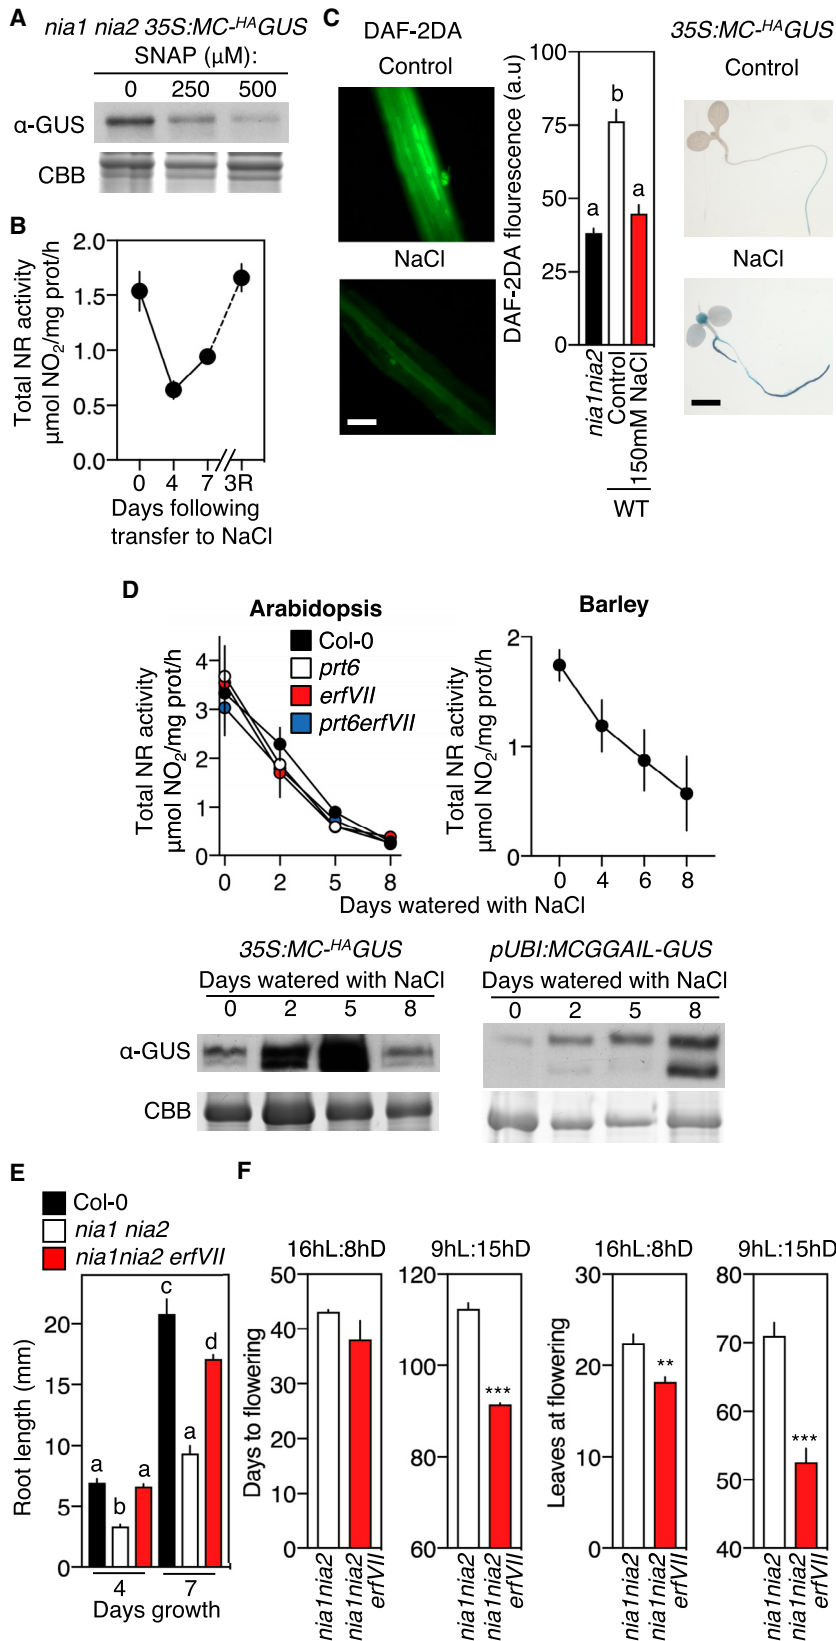 A
nia1 nia2 35S:MC-HAGUS
SNAP (µM):
0 250 500
α-GUS
CBB
B
Total NR activity
µmol NO2/mg prot/h
2.0
1.5
1.0
0.5
0.0
0 4 7 3R
Days following
transfer to NaCl
C
DAF-2DA
Control
NaCl
DAF-2DA flourescence (a.u)
100
75
50
25
0
a
b
a
nia1nia2
Control
150mM NaCl
WT
35S:MC-HAGUS
Control
NaCl
D
Arabidopsis
Col-0
prt6
erfVII
prt6erfVII
Total NR activity
µmol NO2/mg prot/h
4
3
2
1
0
0 2 5 8
Barley
Total NR activity
µmol NO2/mg prot/h
2
1
0
0 4 6 8
Days watered with NaCl
35S:MC-HAGUS
Days watered with NaCl
0 2 5 8
α-GUS
CBB
pUBI:MCGGAIL-GUS
Days watered with NaCl
0 2 5 8
E
Col-0
nia1 nia2
nia1nia2 erfVII
Root length (mm)
20
15
10
5
0
a b a c a d
4 7
Days growth
F
16hL:8hD
Days to flowering
50
40
30
20
10
0
nia1nia2
nia1nia2
erfVII
9hL:15hD
120
100
80
60
***
nia1nia2
nia1nia2
erfVII
16hL:8hD
Leaves at flowering
30
20
10
0
**
nia1nia2
nia1nia2
erfVII
9hL:15hD
80
70
60
50
40
***
nia1nia2
nia1nia2
erfVII